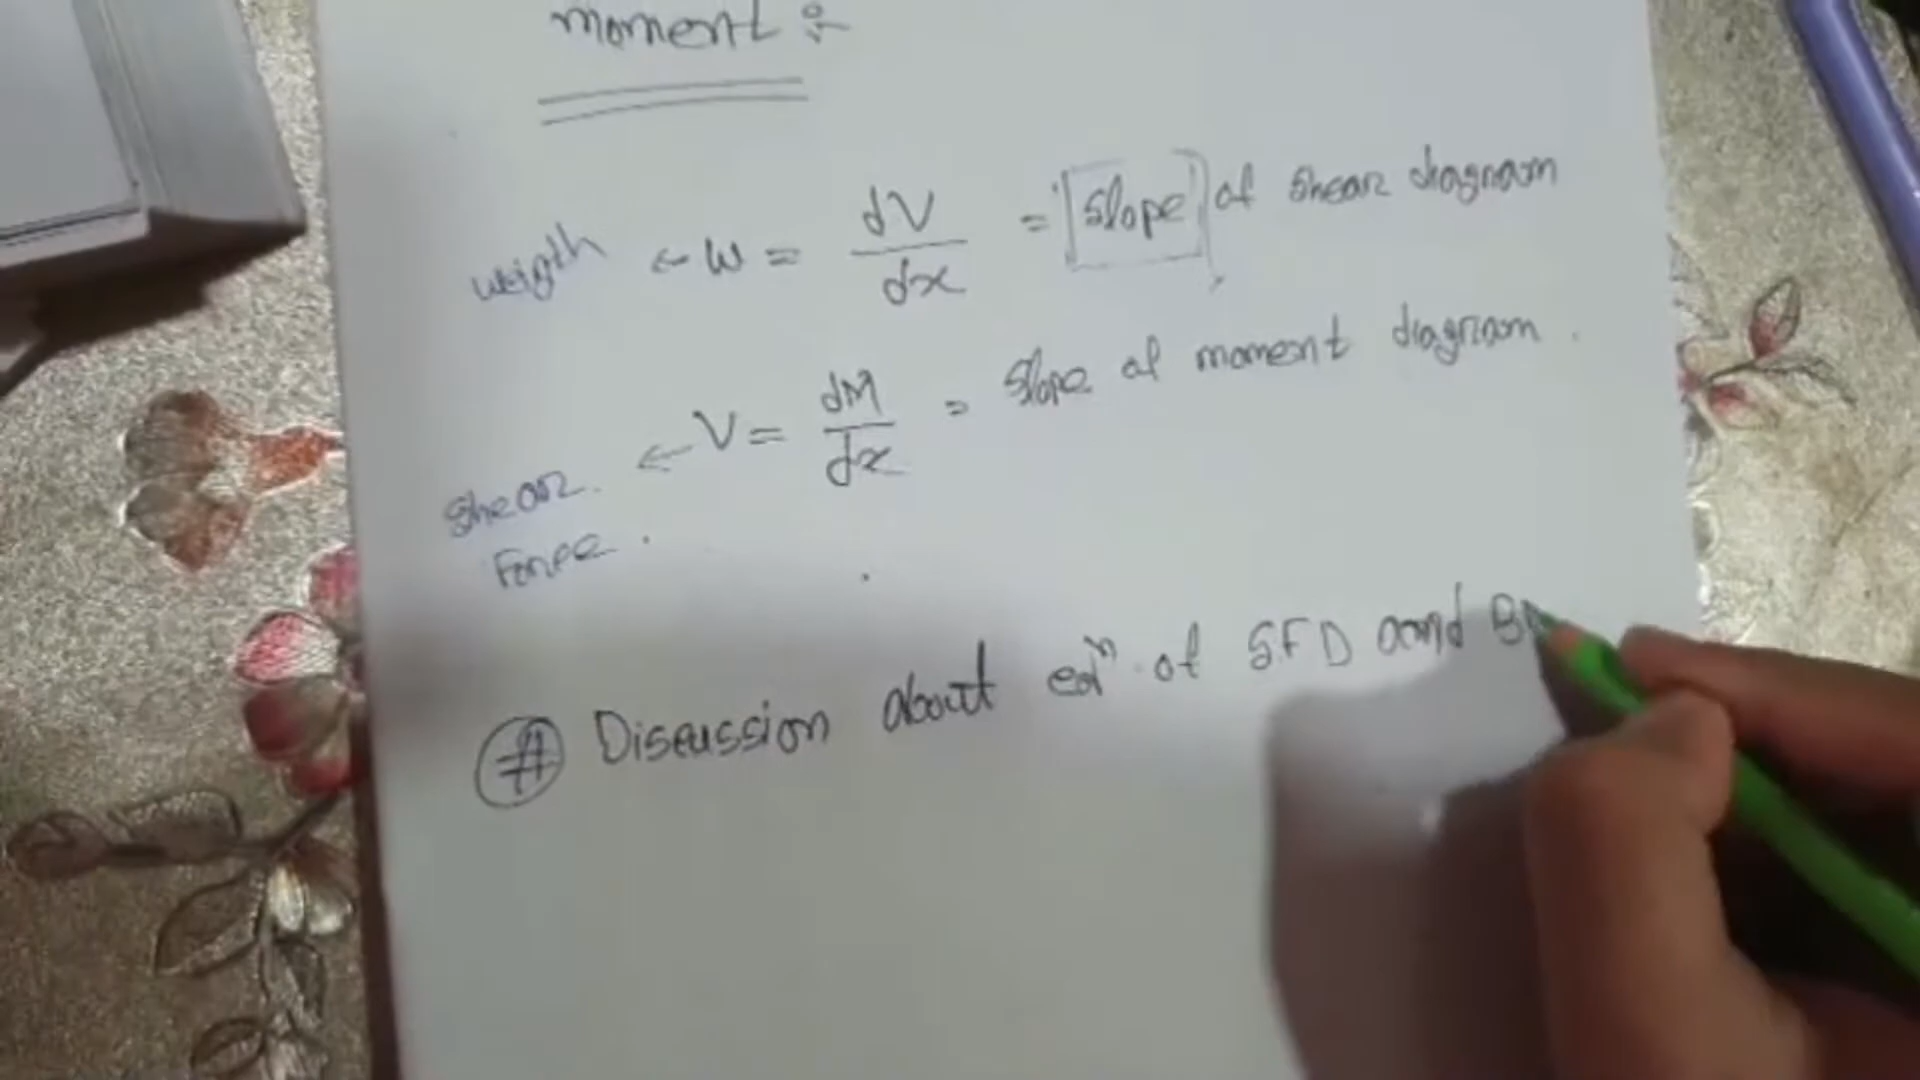 moment :-
weigth ← W = dV/dx = slope of shear diagram
shear force. ← V = dM/dx = slope of moment diagram.
# Discussion about eqⁿ. of SFD and BM